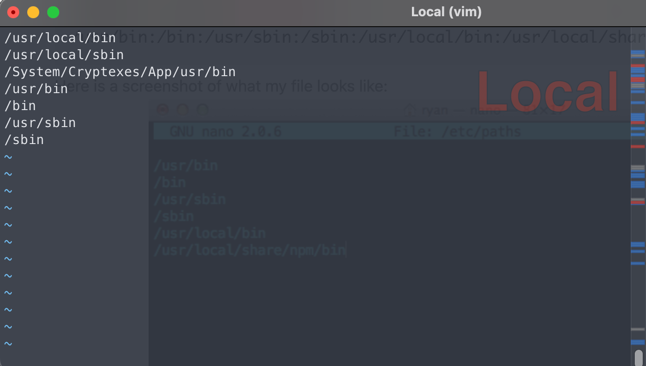 Local (vim)
/usr/local/bin
bin:/bin:/usr/sbin:/sbin:/usr/local/bin:/usr/local/shar
/usr/local/sbin
/System/Cryptexes/App/usr/bin
ere is a screenshot of what my file looks like:
Local
/usr/bin
/bin
/usr/sbin
/sbin
GNU nano 2.0.6 File: /etc/paths
/usr/bin
/bin
/usr/sbin
/sbin
/usr/local/bin
/usr/local/share/npm/bin
~
~
~
~
~
~
~
~
~
~
~
~